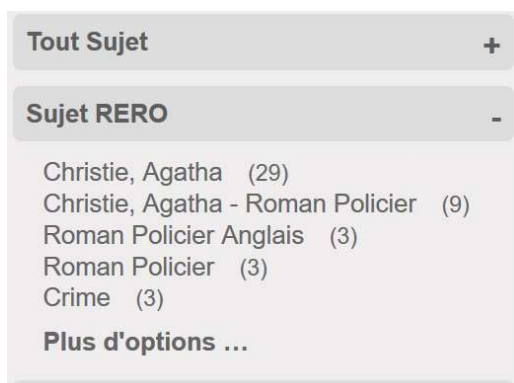 Tout Sujet +
Sujet RERO -
Christie, Agatha (29)
Christie, Agatha - Roman Policier (9)
Roman Policier Anglais (3)
Roman Policier (3)
Crime (3)
Plus d'options ...